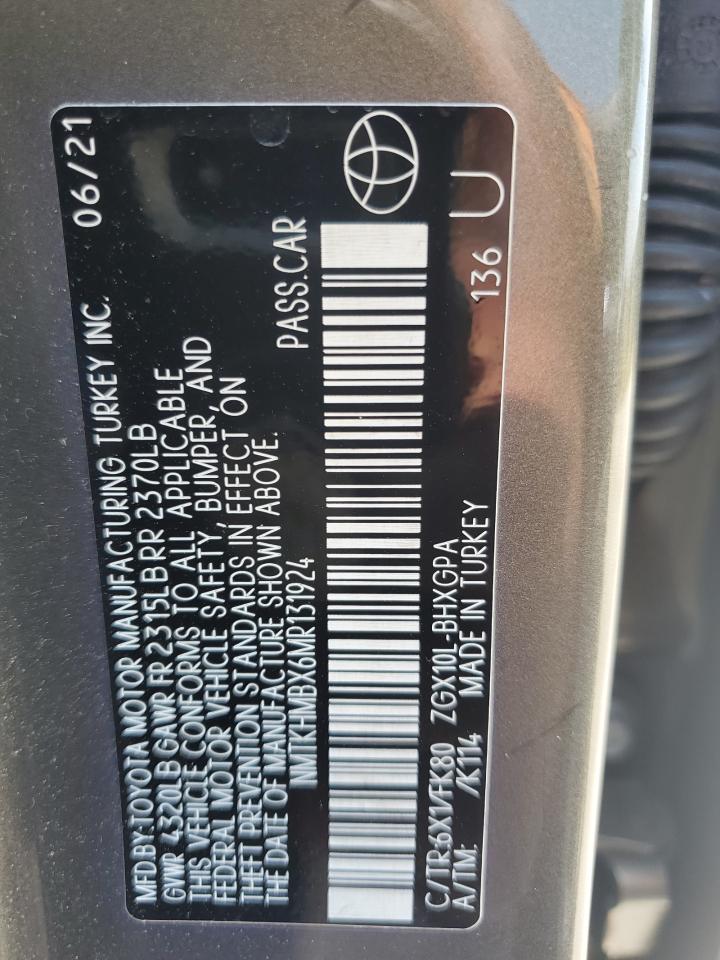 MFD.BY:TOYOTA MOTOR MANUFACTURING TURKEY INC. 06/21
GVWR 4320LB GAWR FR 2315LB RR 2370LB
THIS VEHICLE CONFORMS TO ALL APPLICABLE
FEDERAL MOTOR VEHICLE SAFETY, BUMPER, AND
THEFT PREVENTION STANDARDS IN EFFECT ON
THE DATE OF MANUFACTURE SHOWN ABOVE.
NMTKHMBX6MR131924 PASS.CAR
C/TR:6X1/FK80 ZGX10L-BHXGPA 136 U
A/TM: /K114 MADE IN TURKEY